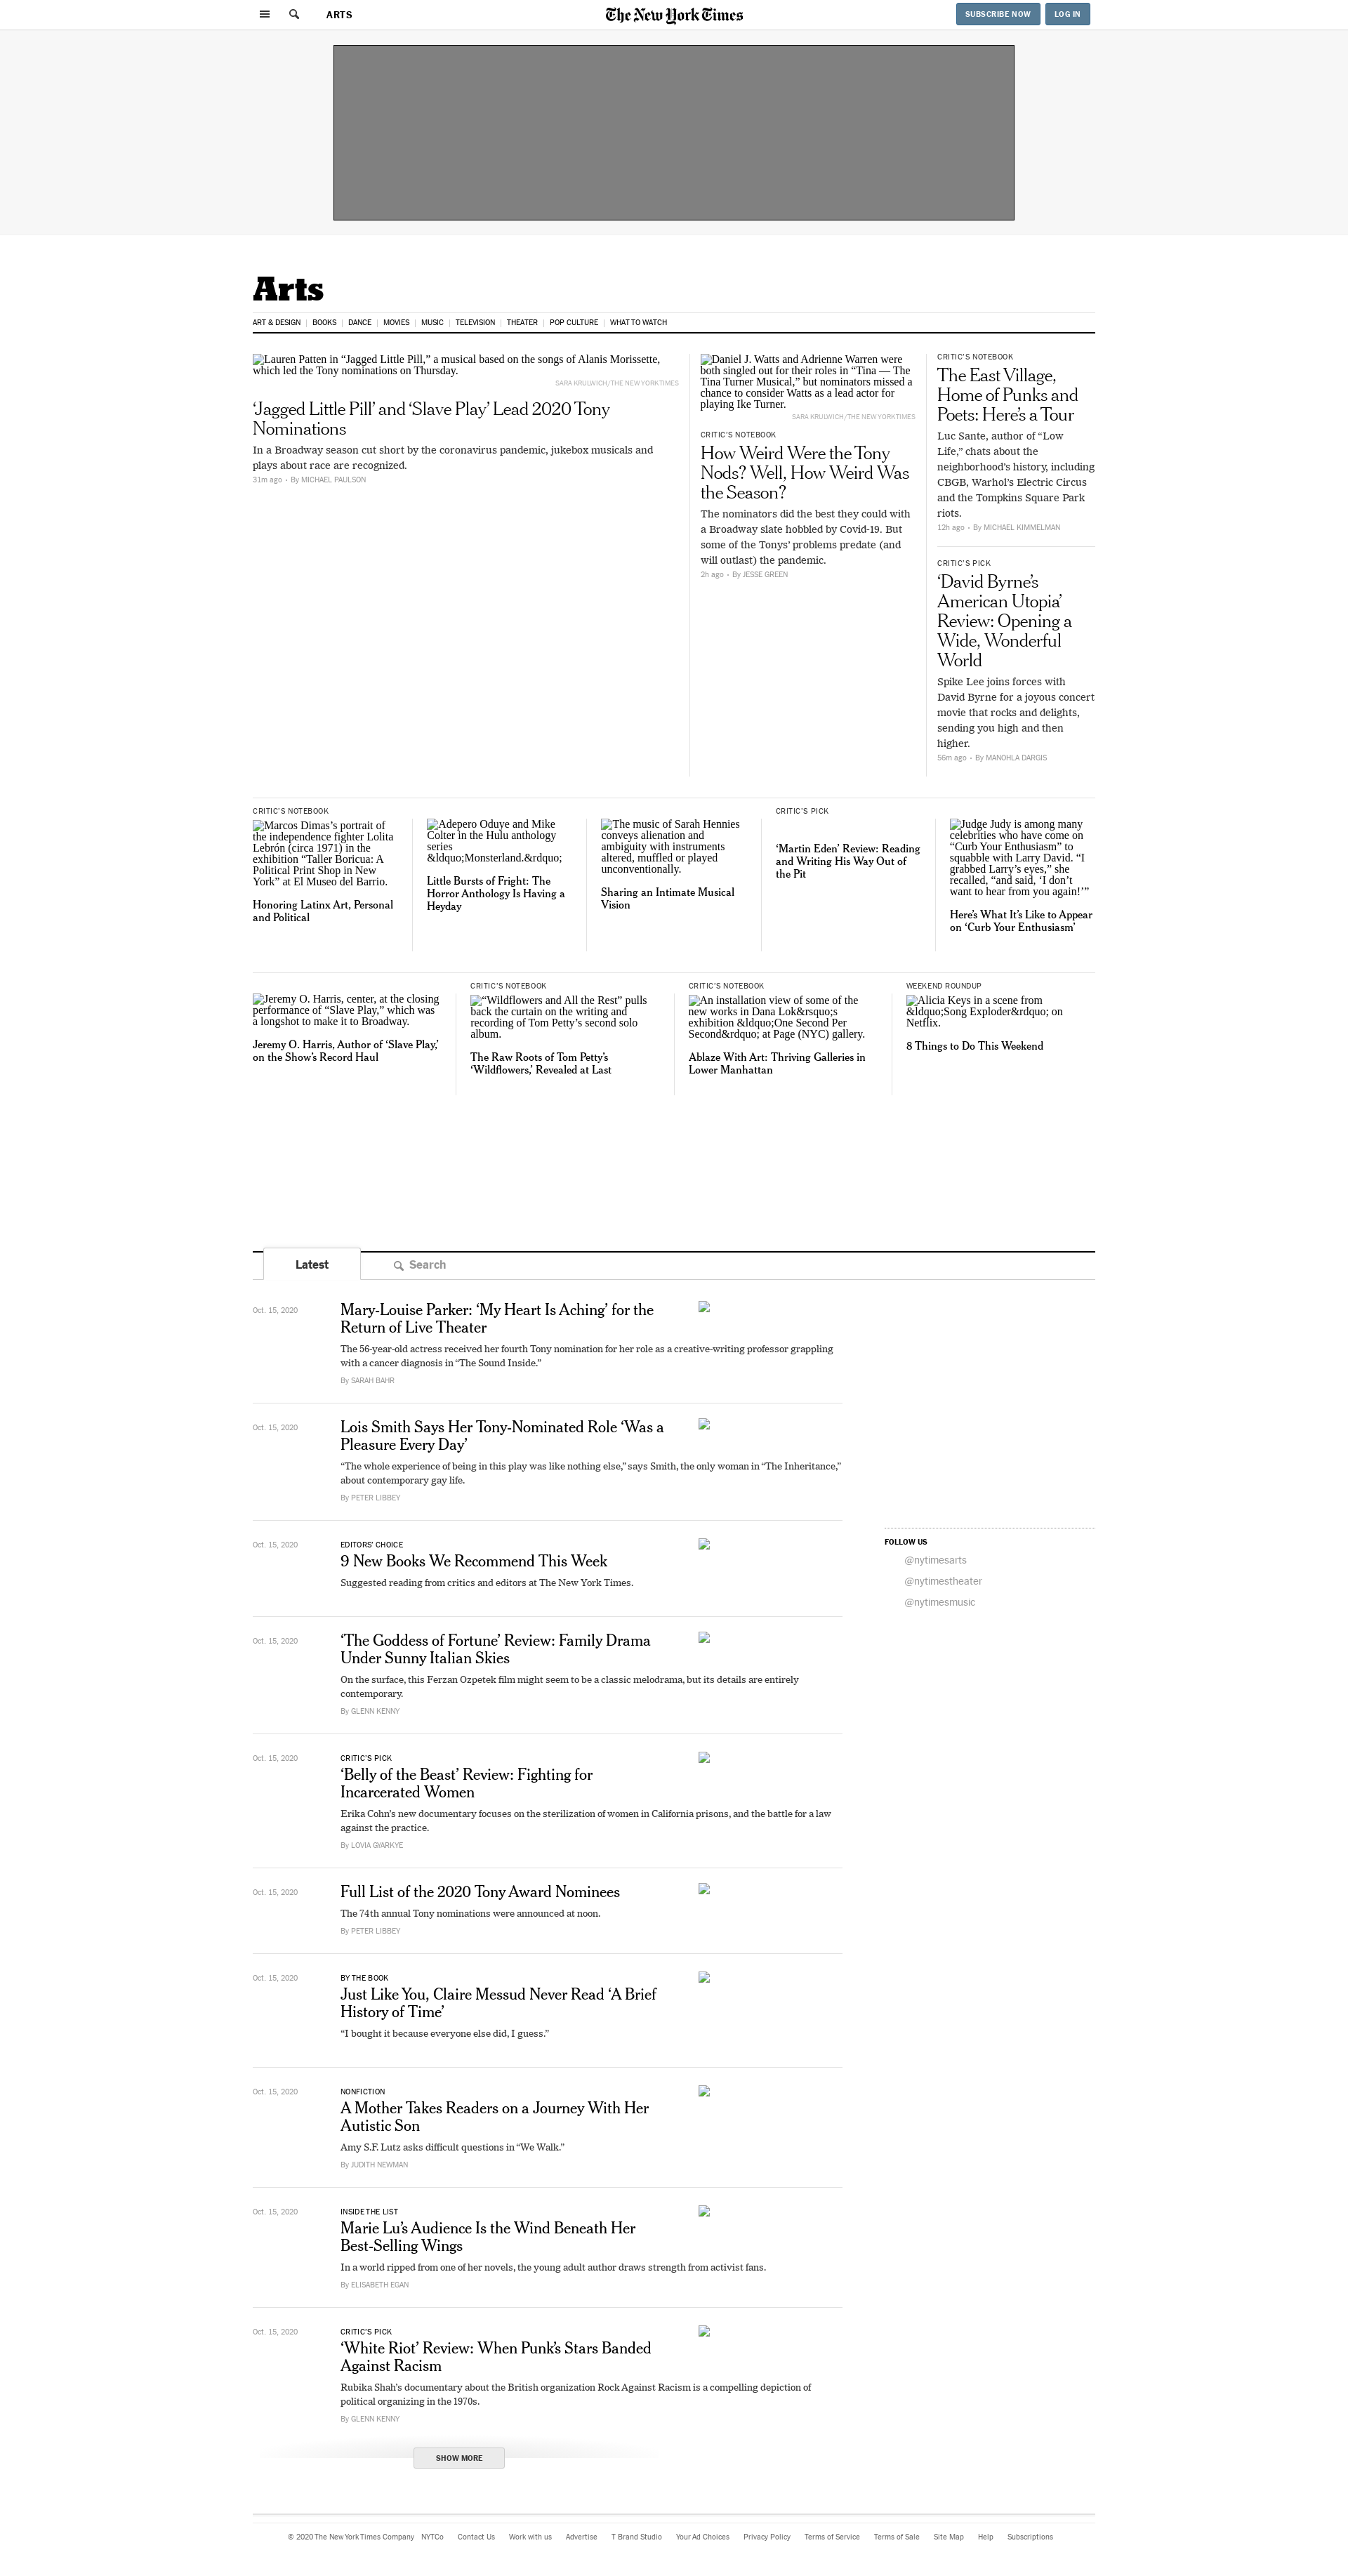 ARTS
The New York Times
SUBSCRIBE NOW
LOG IN
Arts
ART & DESIGN
BOOKS
DANCE
MOVIES
MUSIC
TELEVISION
THEATER
POP CULTURE
WHAT TO WATCH
Lauren Patten in “Jagged Little Pill,” a musical based on the songs of Alanis Morissette,
which led the Tony nominations on Thursday.
SARA KRULWICH/THE NEW YORK TIMES
‘Jagged Little Pill’ and ‘Slave Play’ Lead 2020 Tony
Nominations
In a Broadway season cut short by the coronavirus pandemic, jukebox musicals and
plays about race are recognized.
31m ago • By MICHAEL PAULSON
Daniel J. Watts and Adrienne Warren were
both singled out for their roles in “Tina — The
Tina Turner Musical,” but nominators missed a
chance to consider Watts as a lead actor for
playing Ike Turner.
SARA KRULWICH/THE NEW YORK TIMES
CRITIC’S NOTEBOOK
How Weird Were the Tony
Nods? Well, How Weird Was
the Season?
The nominators did the best they could with
a Broadway slate hobbled by Covid-19. But
some of the Tonys’ problems predate (and
will outlast) the pandemic.
2h ago • By JESSE GREEN
CRITIC’S NOTEBOOK
The East Village,
Home of Punks and
Poets: Here’s a Tour
Luc Sante, author of “Low
Life,” chats about the
neighborhood’s history, including
CBGB, Warhol’s Electric Circus
and the Tompkins Square Park
riots.
12h ago • By MICHAEL KIMMELMAN
CRITIC’S PICK
‘David Byrne’s
American Utopia’
Review: Opening a
Wide, Wonderful
World
Spike Lee joins forces with
David Byrne for a joyous concert
movie that rocks and delights,
sending you high and then
higher.
56m ago • By MANOHLA DARGIS
CRITIC’S NOTEBOOK
Marcos Dimas’s portrait of
the independence fighter Lolita
Lebrón (circa 1971) in the
exhibition “Taller Boricua: A
Political Print Shop in New
York” at El Museo del Barrio.
Honoring Latinx Art, Personal
and Political
Adepero Oduye and Mike
Colter in the Hulu anthology
series
&ldquo;Monsterland.&rdquo;
Little Bursts of Fright: The
Horror Anthology Is Having a
Heyday
The music of Sarah Hennies
conveys alienation and
ambiguity with instruments
altered, muffled or played
unconventionally.
Sharing an Intimate Musical
Vision
CRITIC’S PICK
‘Martin Eden’ Review: Reading
and Writing His Way Out of
the Pit
Judge Judy is among many
celebrities who have come on
“Curb Your Enthusiasm” to
squabble with Larry David. “I
grabbed Larry’s eyes,” she
recalled, “and said, ‘I don’t
want to hear from you again!’”
Here’s What It’s Like to Appear
on ‘Curb Your Enthusiasm’
Jeremy O. Harris, center, at the closing
performance of “Slave Play,” which was
a longshot to make it to Broadway.
Jeremy O. Harris, Author of ‘Slave Play,’
on the Show’s Record Haul
CRITIC’S NOTEBOOK
“Wildflowers and All the Rest” pulls
back the curtain on the writing and
recording of Tom Petty’s second solo
album.
The Raw Roots of Tom Petty’s
‘Wildflowers,’ Revealed at Last
CRITIC’S NOTEBOOK
An installation view of some of the
new works in Dana Lok&rsquo;s
exhibition &ldquo;One Second Per
Second&rdquo; at Page (NYC) gallery.
Ablaze With Art: Thriving Galleries in
Lower Manhattan
WEEKEND ROUNDUP
Alicia Keys in a scene from
&ldquo;Song Exploder&rdquo; on
Netflix.
8 Things to Do This Weekend
Latest
Search
Oct. 15, 2020
Mary-Louise Parker: ‘My Heart Is Aching’ for the
Return of Live Theater
The 56-year-old actress received her fourth Tony nomination for her role as a creative-writing professor grappling
with a cancer diagnosis in “The Sound Inside.”
By SARAH BAHR
Oct. 15, 2020
Lois Smith Says Her Tony-Nominated Role ‘Was a
Pleasure Every Day’
“The whole experience of being in this play was like nothing else,” says Smith, the only woman in “The Inheritance,”
about contemporary gay life.
By PETER LIBBEY
Oct. 15, 2020
EDITORS’ CHOICE
9 New Books We Recommend This Week
Suggested reading from critics and editors at The New York Times.
FOLLOW US
@nytimesarts
@nytimestheater
@nytimesmusic
Oct. 15, 2020
‘The Goddess of Fortune’ Review: Family Drama
Under Sunny Italian Skies
On the surface, this Ferzan Ozpetek film might seem to be a classic melodrama, but its details are entirely
contemporary.
By GLENN KENNY
Oct. 15, 2020
CRITIC’S PICK
‘Belly of the Beast’ Review: Fighting for
Incarcerated Women
Erika Cohn’s new documentary focuses on the sterilization of women in California prisons, and the battle for a law
against the practice.
By LOVIA GYARKYE
Oct. 15, 2020
Full List of the 2020 Tony Award Nominees
The 74th annual Tony nominations were announced at noon.
By PETER LIBBEY
Oct. 15, 2020
BY THE BOOK
Just Like You, Claire Messud Never Read ‘A Brief
History of Time’
“I bought it because everyone else did, I guess.”
Oct. 15, 2020
NONFICTION
A Mother Takes Readers on a Journey With Her
Autistic Son
Amy S.F. Lutz asks difficult questions in “We Walk.”
By JUDITH NEWMAN
Oct. 15, 2020
INSIDE THE LIST
Marie Lu’s Audience Is the Wind Beneath Her
Best-Selling Wings
In a world ripped from one of her novels, the young adult author draws strength from activist fans.
By ELISABETH EGAN
Oct. 15, 2020
CRITIC’S PICK
‘White Riot’ Review: When Punk’s Stars Banded
Against Racism
Rubika Shah’s documentary about the British organization Rock Against Racism is a compelling depiction of
political organizing in the 1970s.
By GLENN KENNY
SHOW MORE
© 2020 The New York Times Company NYTCo Contact Us Work with us Advertise T Brand Studio Your Ad Choices Privacy Policy Terms of Service Terms of Sale Site Map Help Subscriptions